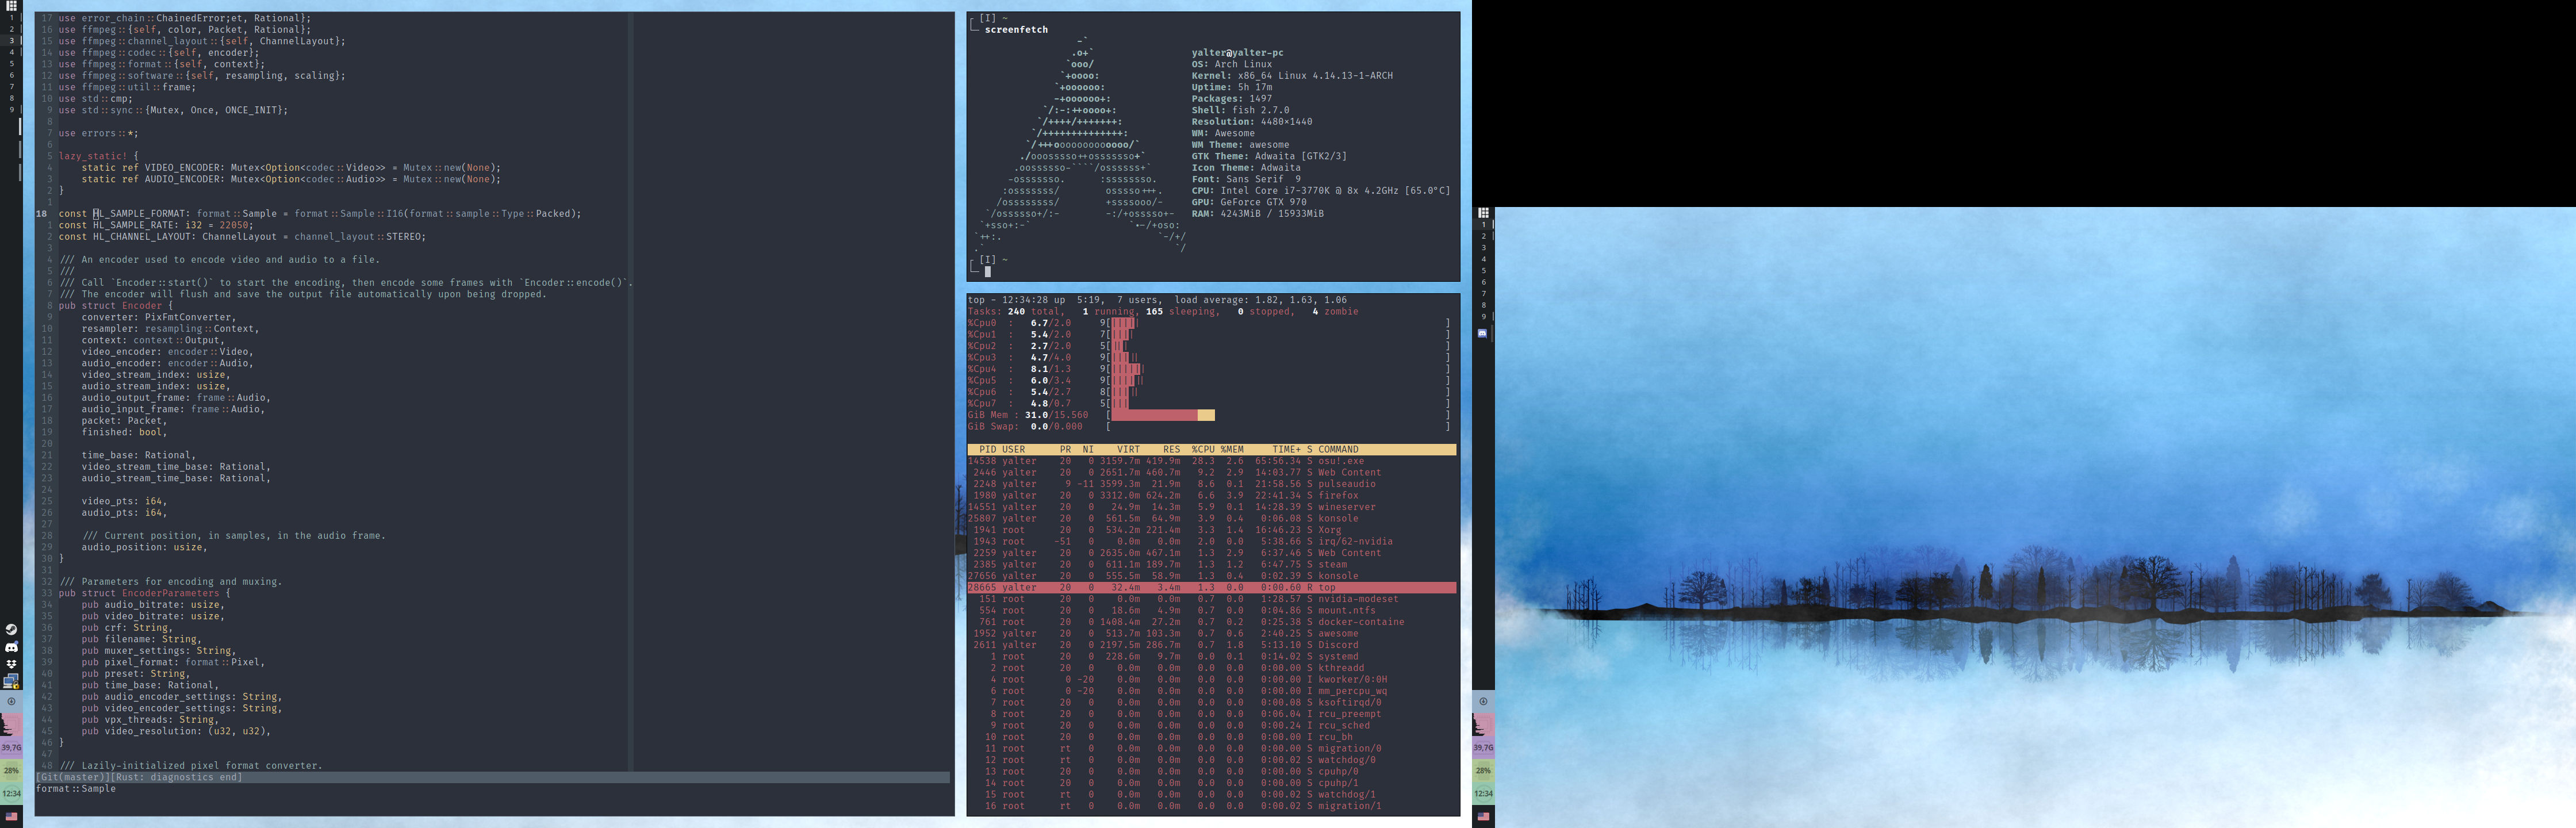 1
2
3
4
5
6
7
8
9
39,7G
28%
12:34
17 use error_chain::ChainedError;et, Rational};
16 use ffmpeg::{self, color, Packet, Rational};
15 use ffmpeg::channel_layout::{self, ChannelLayout};
14 use ffmpeg::codec::{self, encoder};
13 use ffmpeg::format::{self, context};
12 use ffmpeg::software::{self, resampling, scaling};
11 use ffmpeg::util::frame;
10 use std::cmp;
9 use std::sync::{Mutex, Once, ONCE_INIT};
8
7 use errors::*;
6
5 lazy_static! {
4     static ref VIDEO_ENCODER: Mutex<Option<codec::Video>> = Mutex::new(None);
3     static ref AUDIO_ENCODER: Mutex<Option<codec::Audio>> = Mutex::new(None);
2 }
1
18 const HL_SAMPLE_FORMAT: format::Sample = format::Sample::I16(format::sample::Type::Packed);
1 const HL_SAMPLE_RATE: i32 = 22050;
2 const HL_CHANNEL_LAYOUT: ChannelLayout = channel_layout::STEREO;
3
4 /// An encoder used to encode video and audio to a file.
5 ///
6 /// Call `Encoder::start()` to start the encoding, then encode some frames with `Encoder::encode()`.
7 /// The encoder will flush and save the output file automatically upon being dropped.
8 pub struct Encoder {
9     converter: PixFmtConverter,
10     resampler: resampling::Context,
11     context: context::Output,
12     video_encoder: encoder::Video,
13     audio_encoder: encoder::Audio,
14     video_stream_index: usize,
15     audio_stream_index: usize,
16     audio_output_frame: frame::Audio,
17     audio_input_frame: frame::Audio,
18     packet: Packet,
19     finished: bool,
20
21     time_base: Rational,
22     video_stream_time_base: Rational,
23     audio_stream_time_base: Rational,
24
25     video_pts: i64,
26     audio_pts: i64,
27
28     /// Current position, in samples, in the audio frame.
29     audio_position: usize,
30 }
31
32 /// Parameters for encoding and muxing.
33 pub struct EncoderParameters {
34     pub audio_bitrate: usize,
35     pub video_bitrate: usize,
36     pub crf: String,
37     pub filename: String,
38     pub muxer_settings: String,
39     pub pixel_format: format::Pixel,
40     pub preset: String,
41     pub time_base: Rational,
42     pub audio_encoder_settings: String,
43     pub video_encoder_settings: String,
44     pub vpx_threads: String,
45     pub video_resolution: (u32, u32),
46 }
47
48 /// Lazily-initialized pixel format converter.
[Git(master)][Rust: diagnostics end]
format::Sample
[I] ~
screenfetch
yalter@yalter-pc
OS: Arch Linux
Kernel: x86_64 Linux 4.14.13-1-ARCH
Uptime: 5h 17m
Packages: 1497
Shell: fish 2.7.0
Resolution: 4480×1440
WM: Awesome
WM Theme: awesome
GTK Theme: Adwaita [GTK2/3]
Icon Theme: Adwaita
Font: Sans Serif  9
CPU: Intel Core i7-3770K @ 8x 4.2GHz [65.0°C]
GPU: GeForce GTX 970
RAM: 4243MiB / 15933MiB
[I] ~
top - 12:34:28 up  5:19,  7 users,  load average: 1.82, 1.63, 1.06
Tasks: 240 total,   1 running, 165 sleeping,   0 stopped,   4 zombie
%Cpu0  :   6.7/2.0     9[     ]
%Cpu1  :   5.4/2.0     7[     ]
%Cpu2  :   2.7/2.0     5[     ]
%Cpu3  :   4.7/4.0     9[     ]
%Cpu4  :   8.1/1.3     9[     ]
%Cpu5  :   6.0/3.4     9[     ]
%Cpu6  :   5.4/2.7     8[     ]
%Cpu7  :   4.8/0.7     5[     ]
GiB Mem : 31.0/15.560   [     ]
GiB Swap:  0.0/0.000    [     ]
PID USER      PR  NI    VIRT    RES  %CPU %MEM     TIME+ S COMMAND
14538 yalter    20   0 3159.7m 419.9m  28.3  2.6  65:56.34 S osu!.exe
2446 yalter    20   0 2651.7m 460.7m   9.2  2.9  14:03.77 S Web Content
2248 yalter     9 -11 3599.3m  21.9m   8.6  0.1  21:58.56 S pulseaudio
1980 yalter    20   0 3312.0m 624.2m   6.6  3.9  22:41.34 S firefox
14551 yalter    20   0   24.9m  14.3m   5.9  0.1  14:28.39 S wineserver
25807 yalter    20   0  561.5m  64.9m   3.9  0.4   0:06.08 S konsole
1941 root      20   0  534.2m 221.4m   3.3  1.4  16:46.23 S Xorg
1943 root     -51   0    0.0m   0.0m   2.0  0.0   5:38.66 S irq/62-nvidia
2259 yalter    20   0 2635.0m 467.1m   1.3  2.9   6:37.46 S Web Content
2385 yalter    20   0  611.1m 189.7m   1.3  1.2   6:47.75 S steam
27656 yalter    20   0  555.5m  58.9m   1.3  0.4   0:02.39 S konsole
28665 yalter    20   0   32.4m   3.4m   1.3  0.0   0:00.60 R top
151 root      20   0    0.0m   0.0m   0.7  0.0   1:28.57 S nvidia-modeset
554 root      20   0   18.6m   4.9m   0.7  0.0   0:04.86 S mount.ntfs
761 root      20   0 1408.4m  27.2m   0.7  0.2   0:25.38 S docker-containe
1952 yalter    20   0  513.7m 103.3m   0.7  0.6   2:40.25 S awesome
2611 yalter    20   0 2197.5m 286.7m   0.7  1.8   5:13.10 S Discord
1 root      20   0  228.6m   9.7m   0.0  0.1   0:14.02 S systemd
2 root      20   0    0.0m   0.0m   0.0  0.0   0:00.00 S kthreadd
4 root       0 -20    0.0m   0.0m   0.0  0.0   0:00.00 I kworker/0:0H
6 root       0 -20    0.0m   0.0m   0.0  0.0   0:00.00 I mm_percpu_wq
7 root      20   0    0.0m   0.0m   0.0  0.0   0:00.08 S ksoftirqd/0
8 root      20   0    0.0m   0.0m   0.0  0.0   0:06.04 I rcu_preempt
9 root      20   0    0.0m   0.0m   0.0  0.0   0:00.24 I rcu_sched
10 root      20   0    0.0m   0.0m   0.0  0.0   0:00.00 I rcu_bh
11 root      rt   0    0.0m   0.0m   0.0  0.0   0:00.00 S migration/0
12 root      rt   0    0.0m   0.0m   0.0  0.0   0:00.02 S watchdog/0
13 root      20   0    0.0m   0.0m   0.0  0.0   0:00.00 S cpuhp/0
14 root      20   0    0.0m   0.0m   0.0  0.0   0:00.00 S cpuhp/1
15 root      rt   0    0.0m   0.0m   0.0  0.0   0:00.02 S watchdog/1
16 root      rt   0    0.0m   0.0m   0.0  0.0   0:00.02 S migration/1
1
2
3
4
5
6
7
8
9
39,7G
28%
12:34